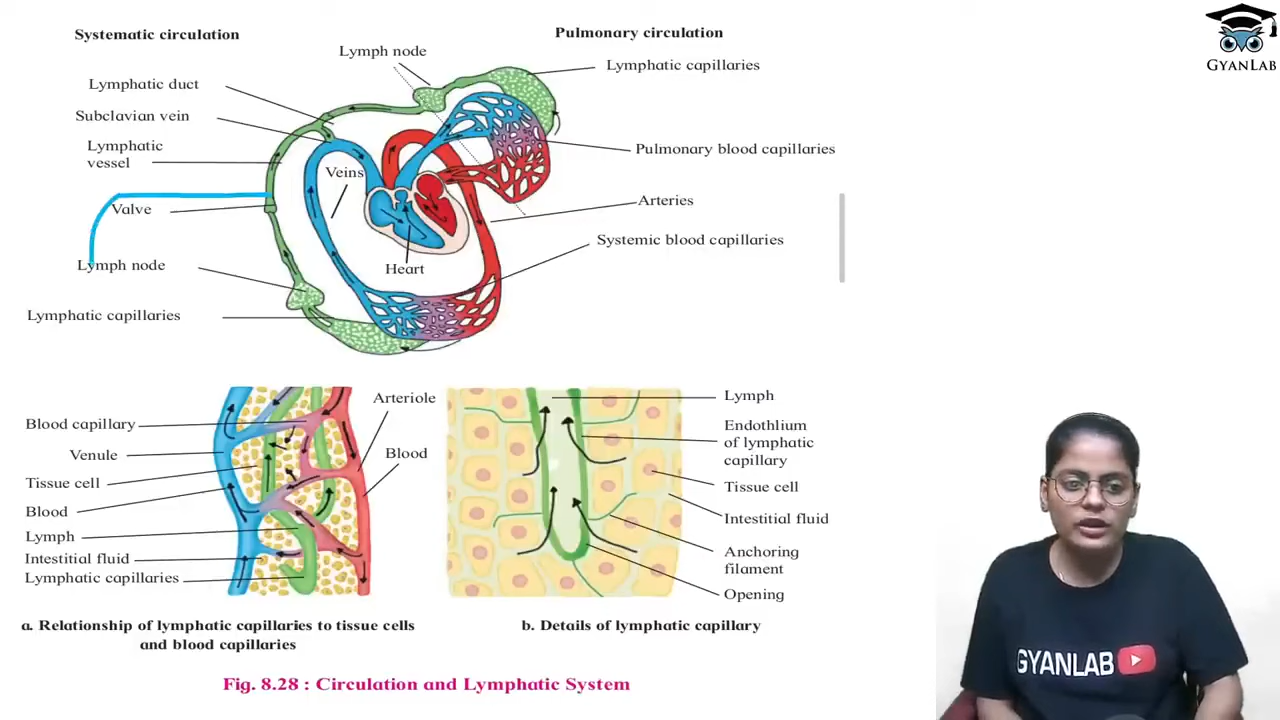 Systematic circulation
Pulmonary circulation
Lymph node
Lymphatic capillaries
Lymphatic duct
Subclavian vein
Lymphatic
vessel
Veins
Pulmonary blood capillaries
Valve
Arteries
Systemic blood capillaries
Lymph node
Heart
Lymphatic capillaries
Arteriole
Blood capillary
Venule
Blood
Tissue cell
Blood
Lymph
Intestitial fluid
Lymphatic capillaries
Lymph
Endothlium
of lymphatic
capillary
Tissue cell
Intestitial fluid
Anchoring
filament
Opening
a. Relationship of lymphatic capillaries to tissue cells
and blood capillaries
b. Details of lymphatic capillary
Fig. 8.28 : Circulation and Lymphatic System
GYANLAB
GYANLAB